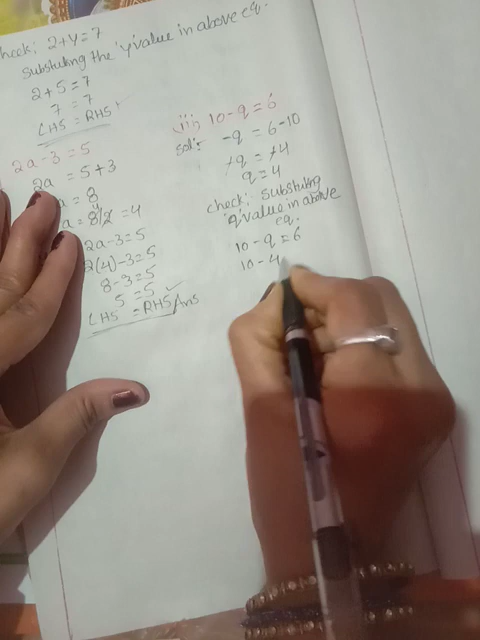 check: 2+y=7
Substuting the 'y' value in above eq.
2+5=7
7 = 7
LHS = RHS
2a-3=5
2a = 5+3
a = 8
a = 8/2 = 4
2a-3=5
2(4)-3=5
8-3=5
5 = 5
LHS = RHS Ans
iii, 10-q=6
sol:- -q = 6-10
-q = -4
q = 4
check: Substuting
'q' value in above
eq.
10-q=6
10-4